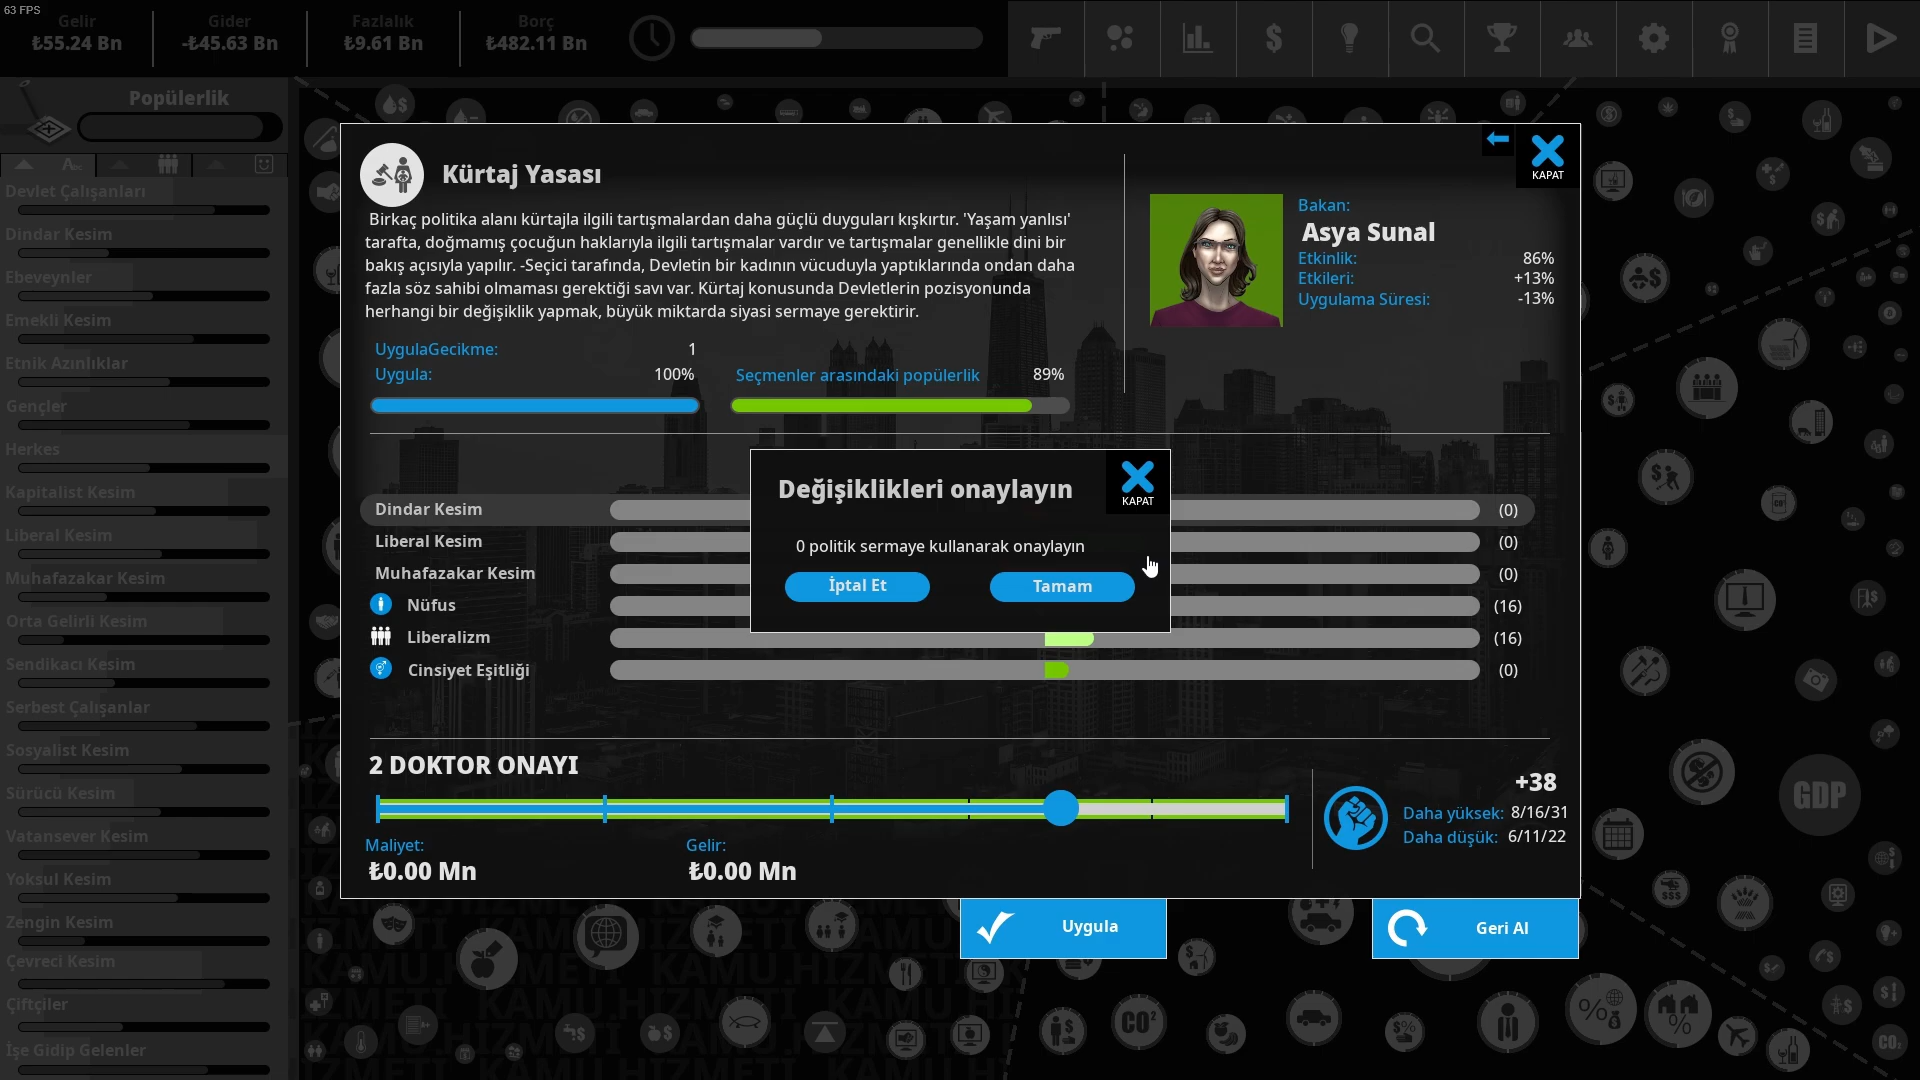 63 FPS
Gelir
₺55.24 Bn
Gider
-₺45.63 Bn
Fazlalık
₺9.61 Bn
Borç
₺482.11 Bn
Popülerlik
Devlet Çalışanları
Dindar Kesim
Ebeveynler
Emekli Kesim
Etnik Azınlıklar
Gençler
Herkes
Kapitalist Kesim
Liberal Kesim
Muhafazakar Kesim
Orta Gelirli Kesim
Sendikacı Kesim
Serbest Çalışanlar
Sosyalist Kesim
Sürücü Kesim
Vatansever Kesim
Yoksul Kesim
Zengin Kesim
Çevreci Kesim
Çiftçiler
İşe Gidip Gelenler
Kürtaj Yasası
Birkaç politika alanı kürtajla ilgili tartışmalardan daha güçlü duyguları kışkırtır. 'Yaşam yanlısı'
tarafta, doğmamış çocuğun haklarıyla ilgili tartışmalar vardır ve tartışmalar genellikle dini bir
bakış açısıyla yapılır. -Seçici tarafında, Devletin bir kadının vücuduyla yaptıklarında ondan daha
fazla söz sahibi olmaması gerektiği savı var. Kürtaj konusunda Devletlerin pozisyonunda
herhangi bir değişiklik yapmak, büyük miktarda siyasi sermaye gerektirir.
UygulaGecikme: 1
Uygula: 100%
Seçmenler arasındaki popülerlik 89%
KAPAT
Bakan:
Asya Sunal
Etkinlik: 86%
Etkileri: +13%
Uygulama Süresi: -13%
Değişiklikleri onaylayın
KAPAT
0 politik sermaye kullanarak onaylayın
İptal Et
Tamam
Dindar Kesim (0)
Liberal Kesim (0)
Muhafazakar Kesim (0)
Nüfus (16)
Liberalizm (16)
Cinsiyet Eşitliği (0)
2 DOKTOR ONAYI
Maliyet:
₺0.00 Mn
Gelir:
₺0.00 Mn
+38
Daha yüksek: 8/16/31
Daha düşük: 6/11/22
Uygula
Geri Al
GDP
CO²
KAMU HİZMETİ